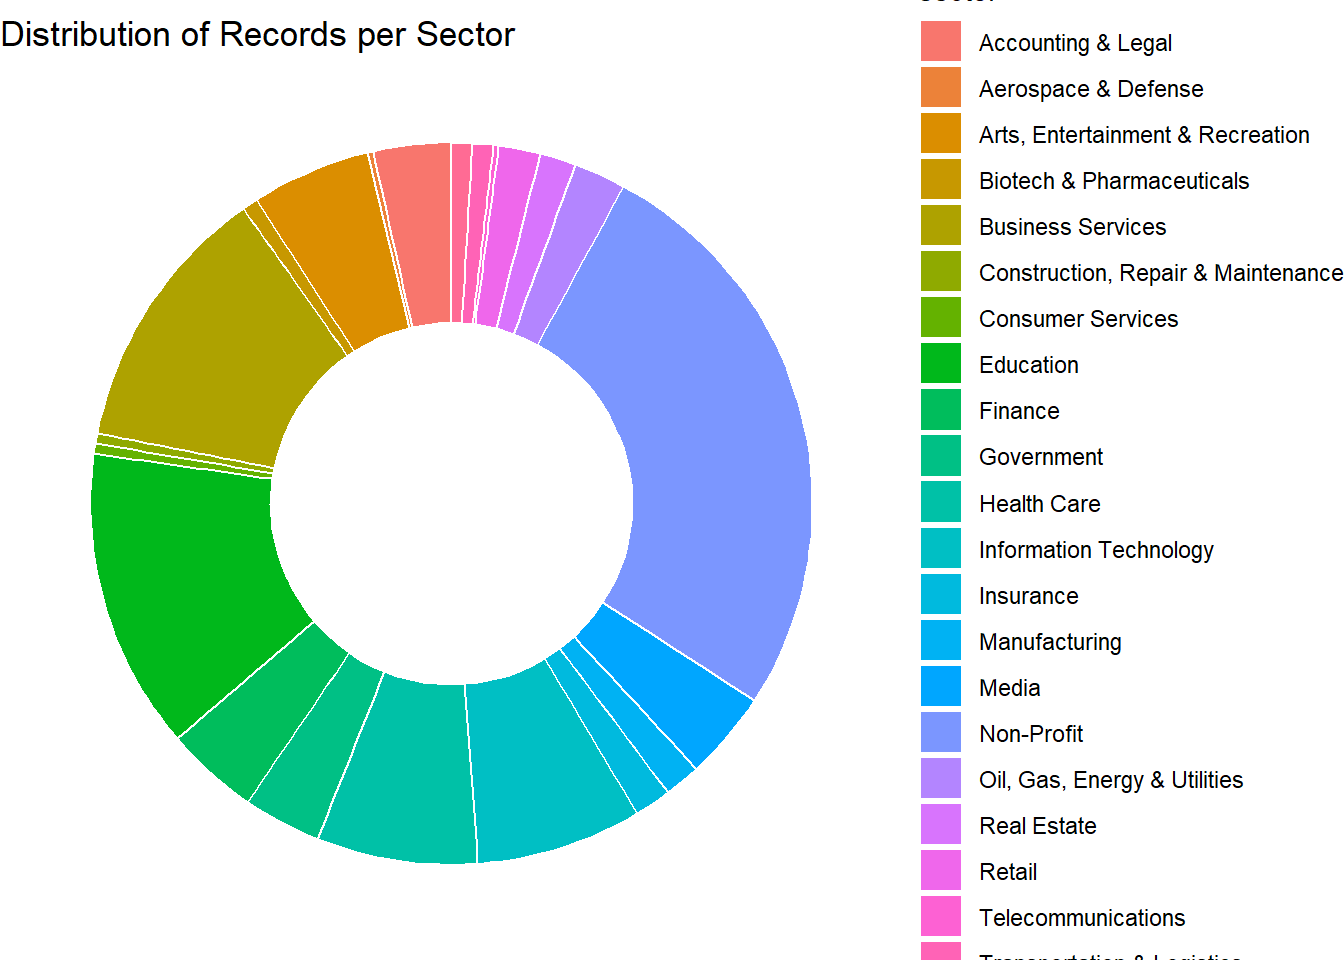 Distribution of Records per Sector
Accounting & Legal
Aerospace & Defense
Arts, Entertainment & Recreation
Biotech & Pharmaceuticals
Business Services
Construction, Repair & Maintenance
Consumer Services
Education
Finance
Government
Health Care
Information Technology
Insurance
Manufacturing
Media
Non-Profit
Oil, Gas, Energy & Utilities
Real Estate
Retail
Telecommunications
Transportation & Logistics